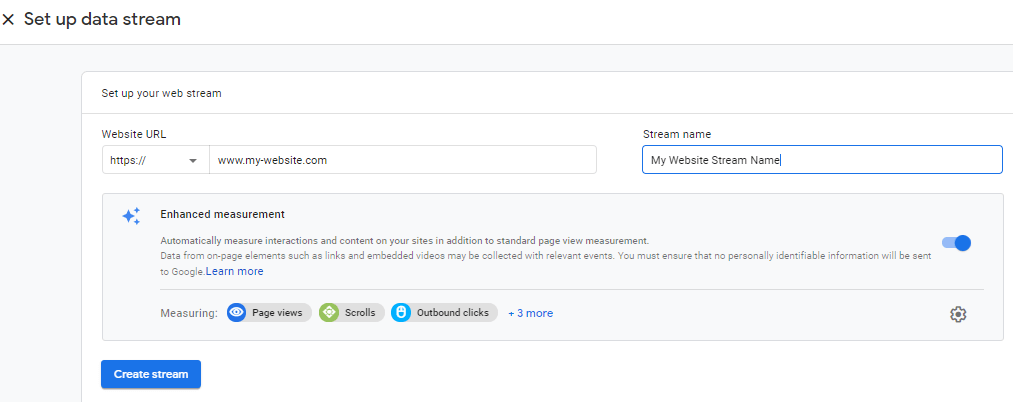 Set up data stream
Set up your web stream
Website URL
Stream name
https://
www.my-website.com
My Website Stream Name
Enhanced measurement
Automatically measure interactions and content on your sites in addition to standard page view measurement.
Data from on-page elements such as links and embedded videos may be collected with relevant events. You must ensure that no personally identifiable information will be sent
to Google. Learn more
Measuring: Page views Scrolls Outbound clicks + 3 more
Create stream